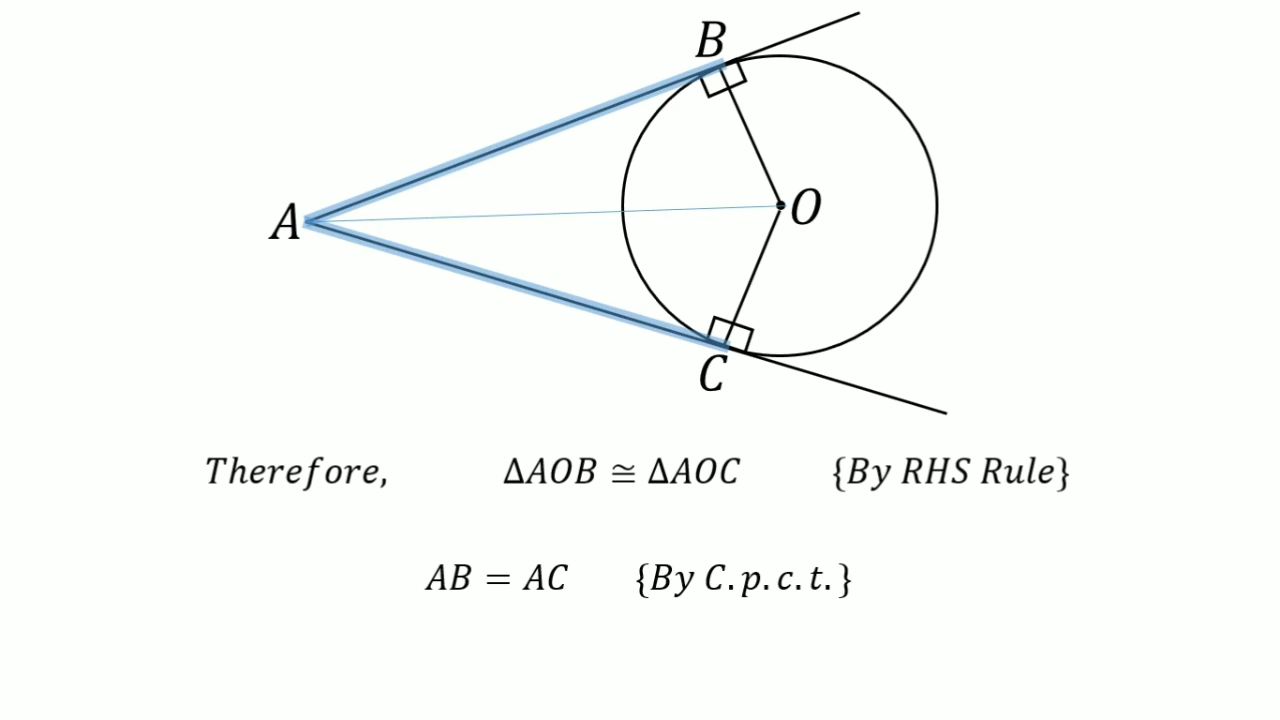 B
A
O
C
Therefore, ΔAOB ≅ ΔAOC {By RHS Rule}
AB = AC {By C.p.c.t.}